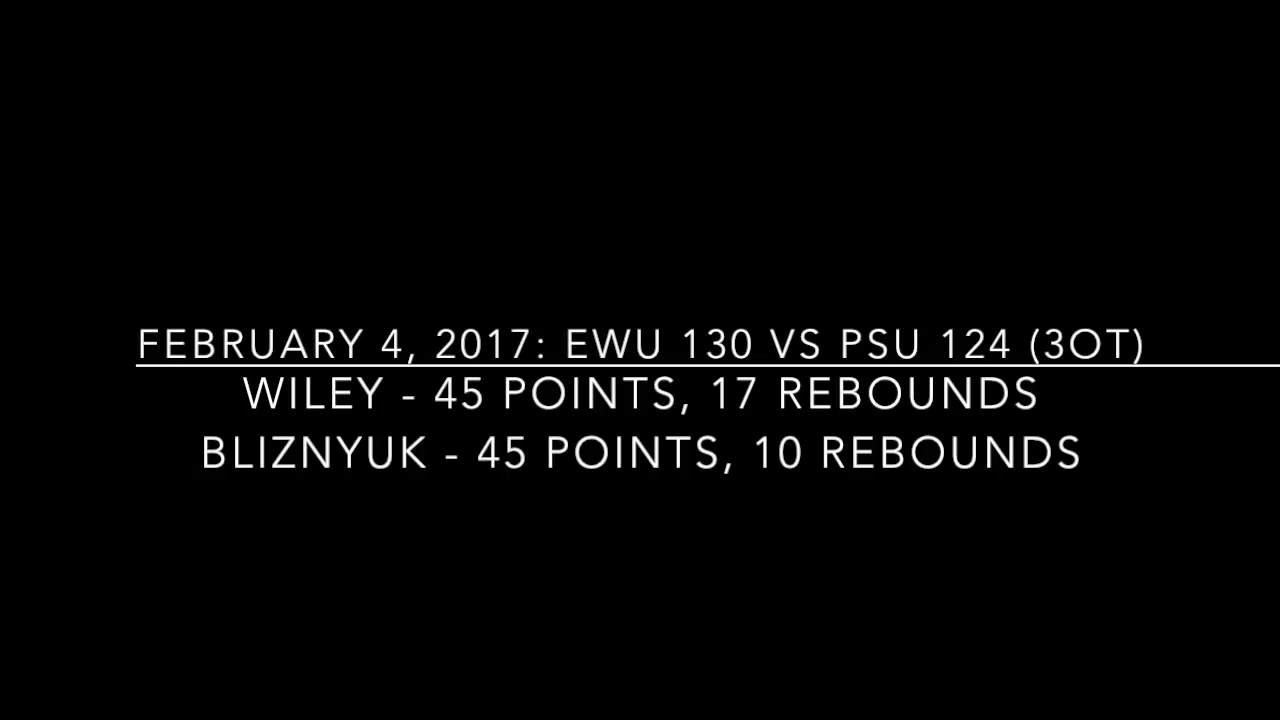 FEBRUARY 4, 2017: EWU 130 VS PSU 124 (3OT)
WILEY - 45 POINTS, 17 REBOUNDS
BLIZNYUK - 45 POINTS, 10 REBOUNDS